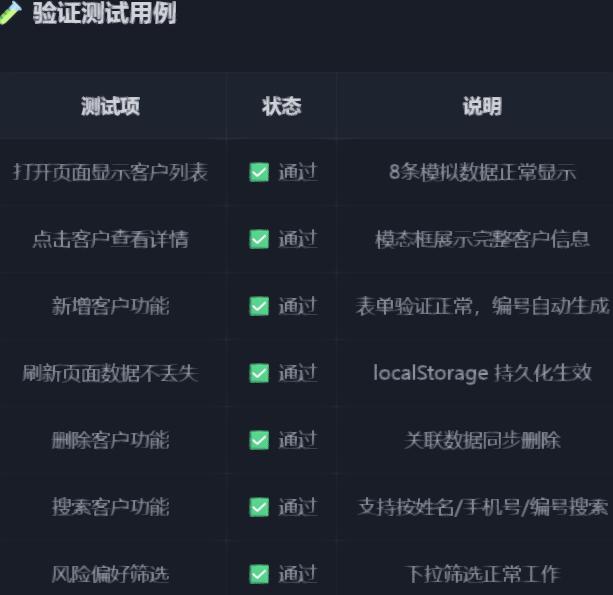 验证测试用例
测试项 状态 说明
打开页面显示客户列表 ✅ 通过 8条模拟数据正常显示
点击客户查看详情 ✅ 通过 模态框展示完整客户信息
新增客户功能 ✅ 通过 表单验证正常，编号自动生成
刷新页面数据不丢失 ✅ 通过 localStorage 持久化生效
删除客户功能 ✅ 通过 关联数据同步删除
搜索客户功能 ✅ 通过 支持按姓名/手机号/编号搜索
风险偏好筛选 ✅ 通过 下拉筛选正常工作